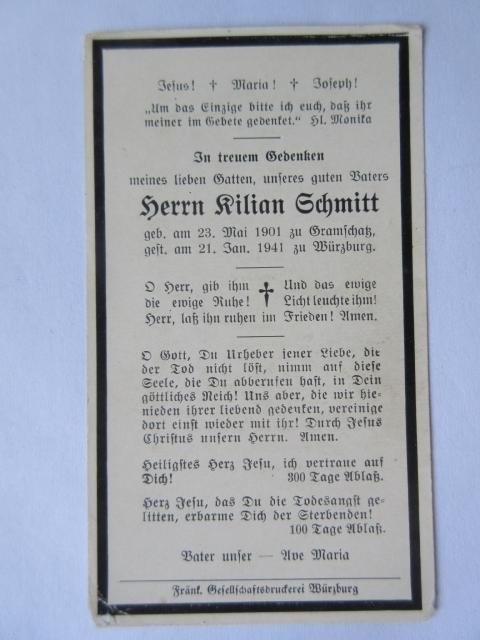 Jesus! † Maria! † Joseph!
„Um das Einzige bitte ich euch, daß ihr
meiner im Gebete gedenket.“ Hl. Monika
In treuem Gedenken
meines lieben Gatten, unseres guten Vaters
Herrn Kilian Schmitt
geb. am 23. Mai 1901 zu Gramschatz,
gest. am 21. Jan. 1941 zu Würzburg.
O Herr, gib ihm † Und das ewige
die ewige Ruhe! Licht leuchte ihm!
Herr, laß ihn ruhen im Frieden! Amen.
O Gott, Du Urheber jener Liebe, die
der Tod nicht löst, nimm auf diese
Seele, die Du abberufen hast, in Dein
göttliches Reich! Uns aber, die wir hie-
nieden ihrer liebend gedenken, vereinige
dort einst wieder mit ihr! Durch Jesus
Christus unsern Herrn. Amen.
Heiligstes Herz Jesu, ich vertraue auf
Dich! 300 Tage Ablaß.
Herz Jesu, das Du die Todesangst ge-
litten, erbarme Dich der Sterbenden!
100 Tage Ablaß.
Vater unser — Ave Maria
Fränk. Gesellschaftsdruckerei Würzburg